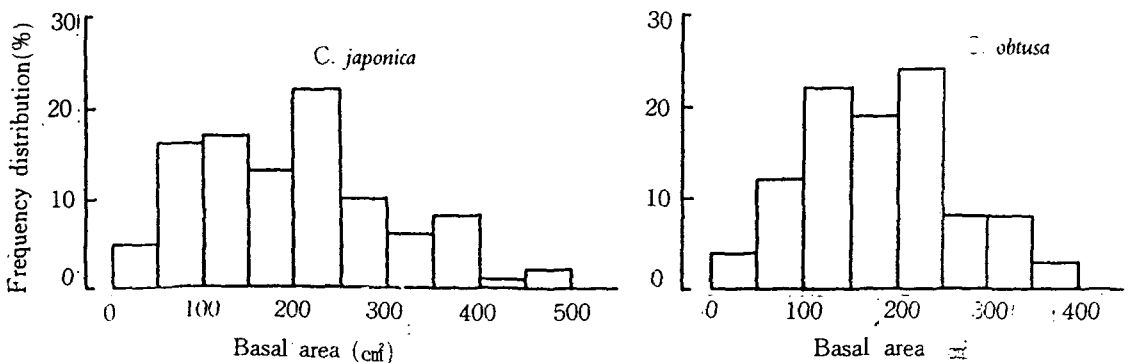 Frequency distribution(%)
30
20
10
0
C. japonica
0 100 200 300 400 500
Basal area (cm²)
30
20
10
0
obtusa
0 100 200 300 400
Basal area